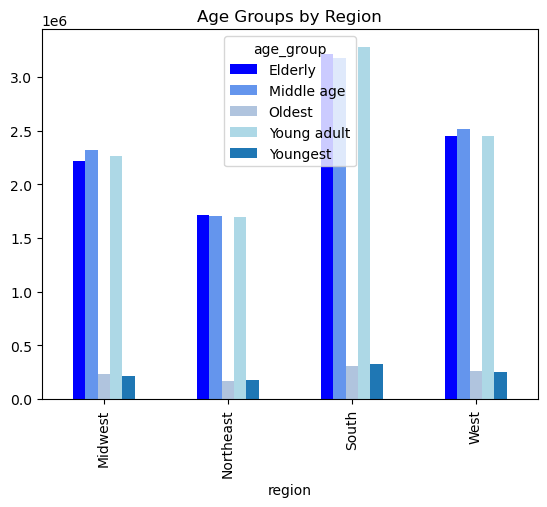 Age Groups by Region
1e6
age_group
Elderly
Middle age
Oldest
Young adult
Youngest
3.0
2.5
2.0
1.5
1.0
0.5
0.0
Midwest
Northeast
South
West
region